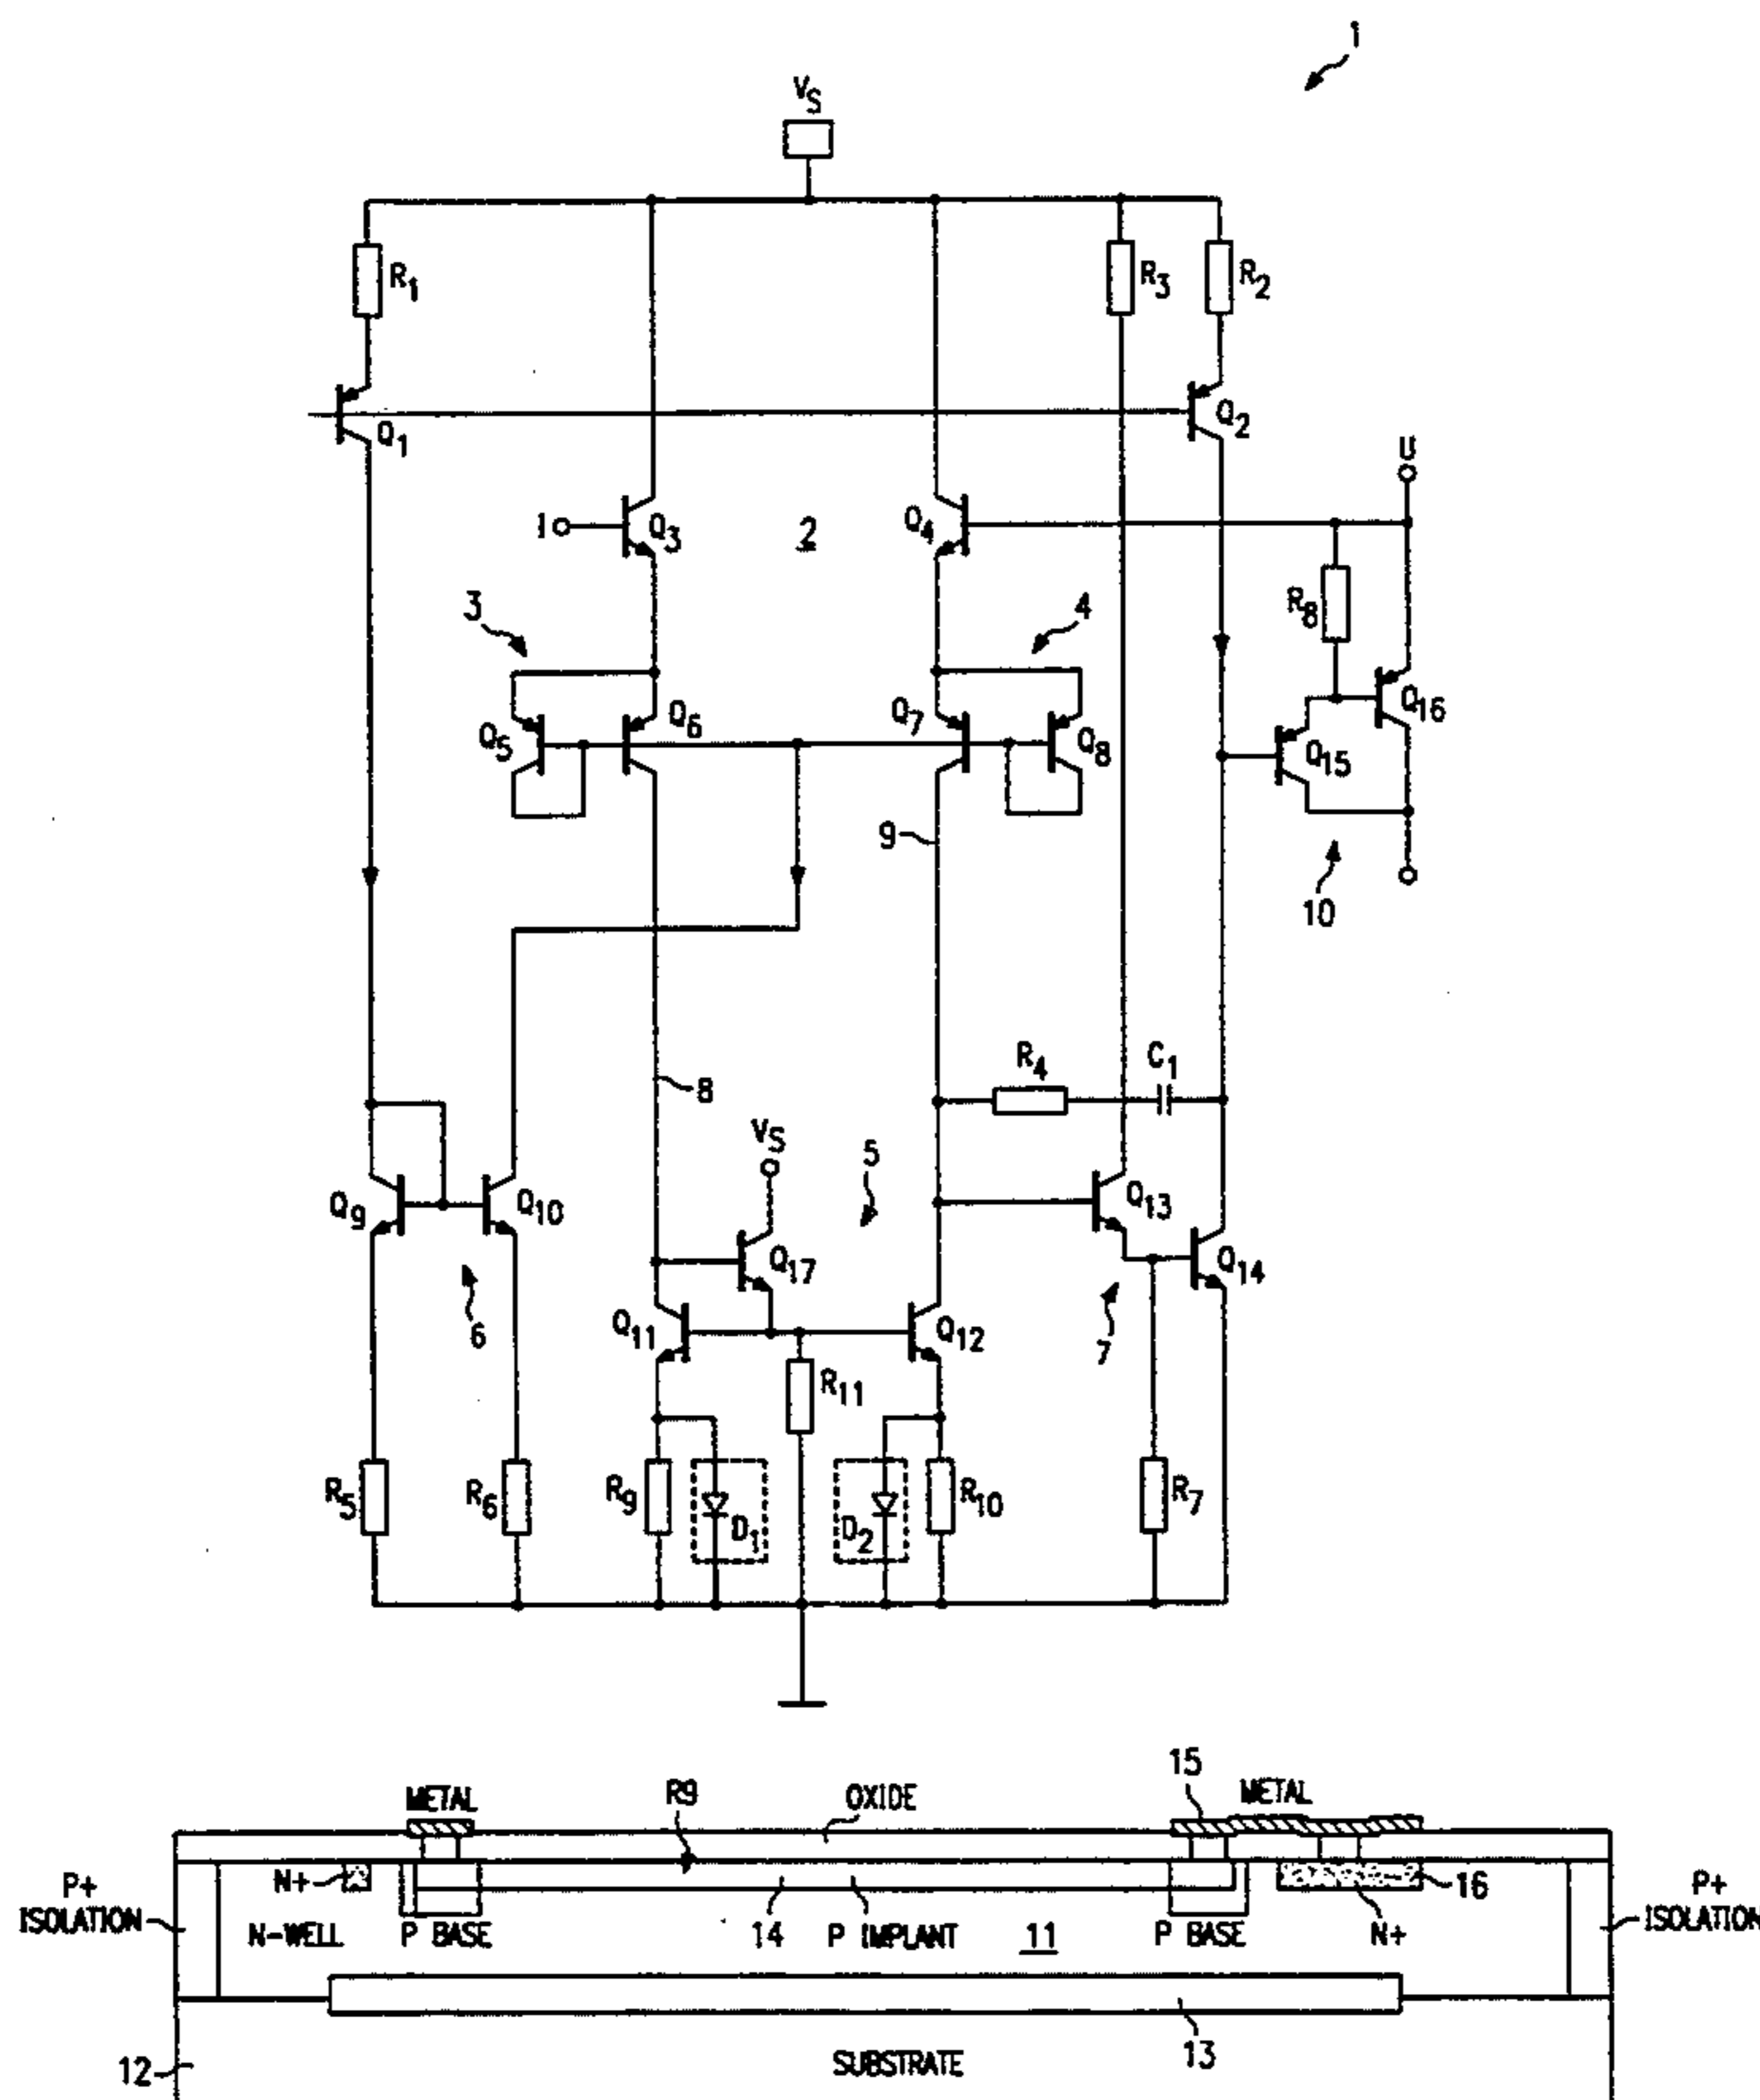 1
VS
R1
R3
R2
Q1
Q2
U
I
Q3
2
Q4
R8
3
4
Q5
Q6
Q7
Q8
Q15
Q16
9
10
R4
C1
8
VS
5
Q9
Q10
Q17
Q13
Q14
6
Q11
Q12
7
R11
R5
R6
R9
D1
D2
R10
R7
METAL
R9
OXIDE
15
METAL
P+
ISOLATION
N+
N-WELL
P BASE
14
P IMPLANT
11
P BASE
N+
16
P+
ISOLATION
12
SUBSTRATE
13